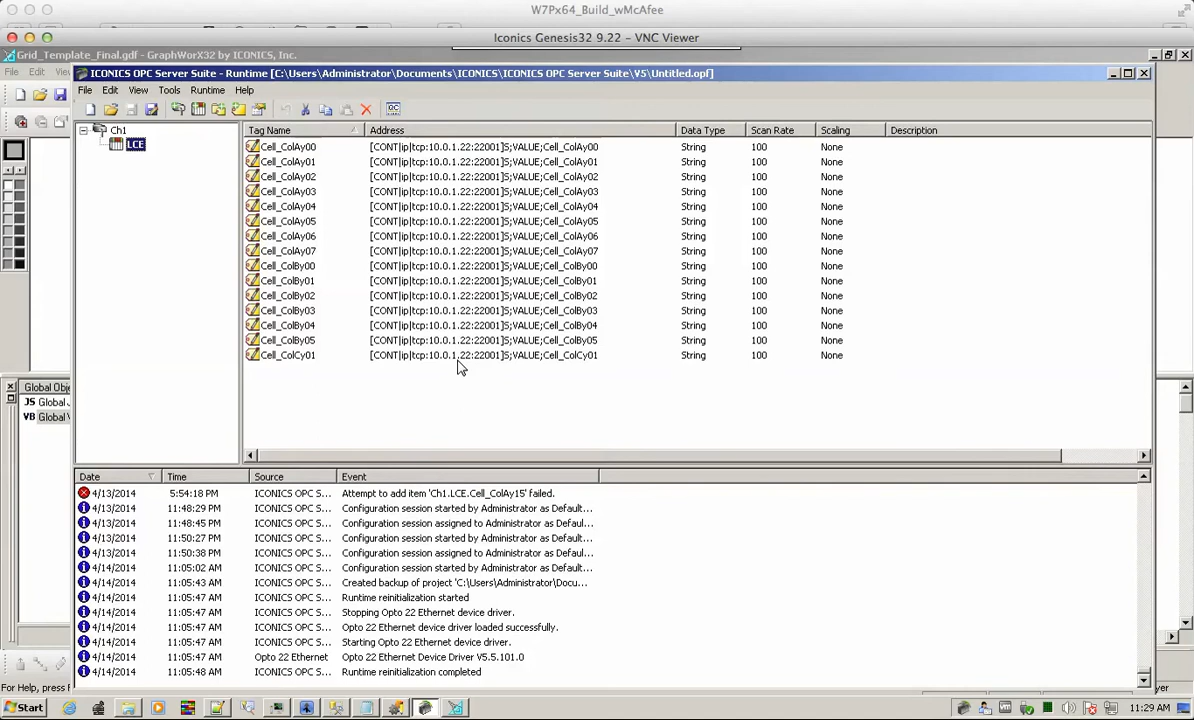 W7Px64_Build_wMcAfee
Iconics Genesis32 9.22 - VNC Viewer
Grid_Template_Final.gdf - GraphWorX32 by ICONICS, Inc.
File Edit Vie
ICONICS OPC Server Suite - Runtime [C:\Users\Administrator\Documents\ICONICS\ICONICS OPC Server Suite\V5\Untitled.opf]
File Edit View Tools Runtime Help
QC
Ch1
LCE
Tag Name Address Data Type Scan Rate Scaling Description
Cell_ColAy00 [CONT|ip|tcp:10.0.1.22:22001]S;VALUE;Cell_ColAy00 String 100 None
Cell_ColAy01 [CONT|ip|tcp:10.0.1.22:22001]S;VALUE;Cell_ColAy01 String 100 None
Cell_ColAy02 [CONT|ip|tcp:10.0.1.22:22001]S;VALUE;Cell_ColAy02 String 100 None
Cell_ColAy03 [CONT|ip|tcp:10.0.1.22:22001]S;VALUE;Cell_ColAy03 String 100 None
Cell_ColAy04 [CONT|ip|tcp:10.0.1.22:22001]S;VALUE;Cell_ColAy04 String 100 None
Cell_ColAy05 [CONT|ip|tcp:10.0.1.22:22001]S;VALUE;Cell_ColAy05 String 100 None
Cell_ColAy06 [CONT|ip|tcp:10.0.1.22:22001]S;VALUE;Cell_ColAy06 String 100 None
Cell_ColAy07 [CONT|ip|tcp:10.0.1.22:22001]S;VALUE;Cell_ColAy07 String 100 None
Cell_ColBy00 [CONT|ip|tcp:10.0.1.22:22001]S;VALUE;Cell_ColBy00 String 100 None
Cell_ColBy01 [CONT|ip|tcp:10.0.1.22:22001]S;VALUE;Cell_ColBy01 String 100 None
Cell_ColBy02 [CONT|ip|tcp:10.0.1.22:22001]S;VALUE;Cell_ColBy02 String 100 None
Cell_ColBy03 [CONT|ip|tcp:10.0.1.22:22001]S;VALUE;Cell_ColBy03 String 100 None
Cell_ColBy04 [CONT|ip|tcp:10.0.1.22:22001]S;VALUE;Cell_ColBy04 String 100 None
Cell_ColBy05 [CONT|ip|tcp:10.0.1.22:22001]S;VALUE;Cell_ColBy05 String 100 None
Cell_ColCy01 [CONT|ip|tcp:10.0.1.22:22001]S;VALUE;Cell_ColCy01 String 100 None
Global Obje
JS Global J
VB Global V
Date Time Source Event
4/13/2014 5:54:18 PM ICONICS OPC S... Attempt to add item 'Ch1.LCE.Cell_ColAy15' failed.
4/13/2014 11:48:29 PM ICONICS OPC S... Configuration session started by Administrator as Default...
4/13/2014 11:48:45 PM ICONICS OPC S... Configuration session assigned to Administrator as Defaul...
4/13/2014 11:50:27 PM ICONICS OPC S... Configuration session started by Administrator as Default...
4/13/2014 11:50:38 PM ICONICS OPC S... Configuration session assigned to Administrator as Defaul...
4/14/2014 11:05:02 AM ICONICS OPC S... Configuration session started by Administrator as Default...
4/14/2014 11:05:43 AM ICONICS OPC S... Created backup of project 'C:\Users\Administrator\Docu...
4/14/2014 11:05:47 AM ICONICS OPC S... Runtime reinitialization started
4/14/2014 11:05:47 AM ICONICS OPC S... Stopping Opto 22 Ethernet device driver.
4/14/2014 11:05:47 AM ICONICS OPC S... Opto 22 Ethernet device driver loaded successfully.
4/14/2014 11:05:47 AM ICONICS OPC S... Starting Opto 22 Ethernet device driver.
4/14/2014 11:05:47 AM Opto 22 Ethernet Opto 22 Ethernet Device Driver V5.5.101.0
4/14/2014 11:05:48 AM ICONICS OPC S... Runtime reinitialization completed
For Help, press F
yer
Start
11:29 AM